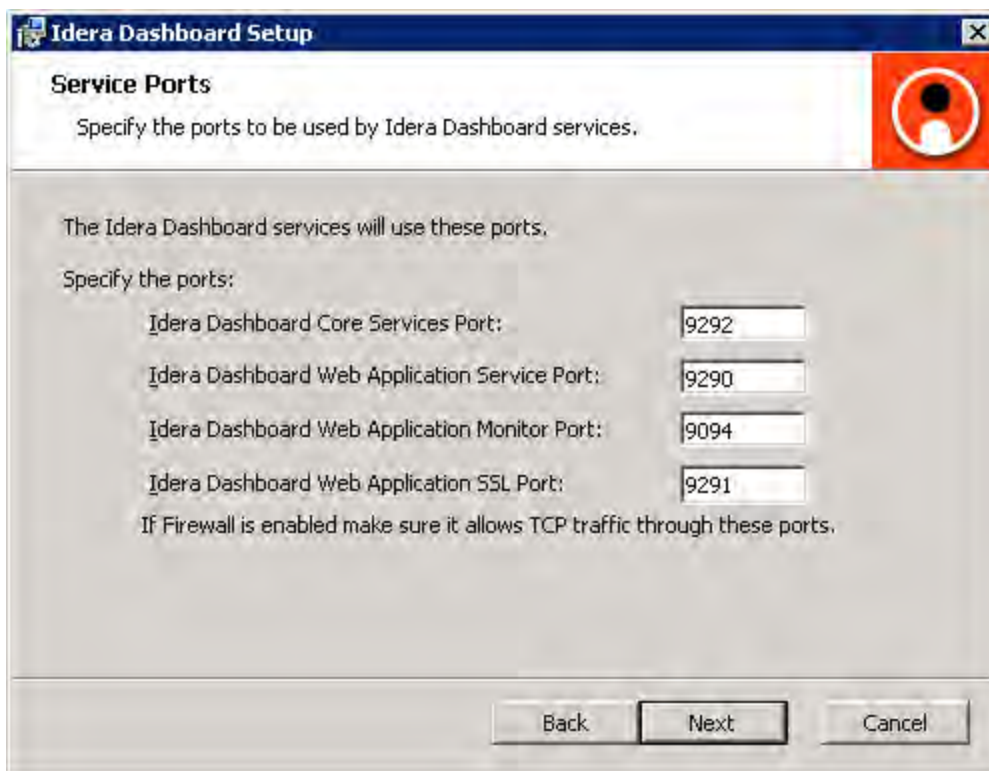 Idera Dashboard Setup
Service Ports
Specify the ports to be used by Idera Dashboard services.
The Idera Dashboard services will use these ports.
Specify the ports:
Idera Dashboard Core Services Port: 9292
Idera Dashboard Web Application Service Port: 9290
Idera Dashboard Web Application Monitor Port: 9094
Idera Dashboard Web Application SSL Port: 9291
If Firewall is enabled make sure it allows TCP traffic through these ports.
Back Next Cancel